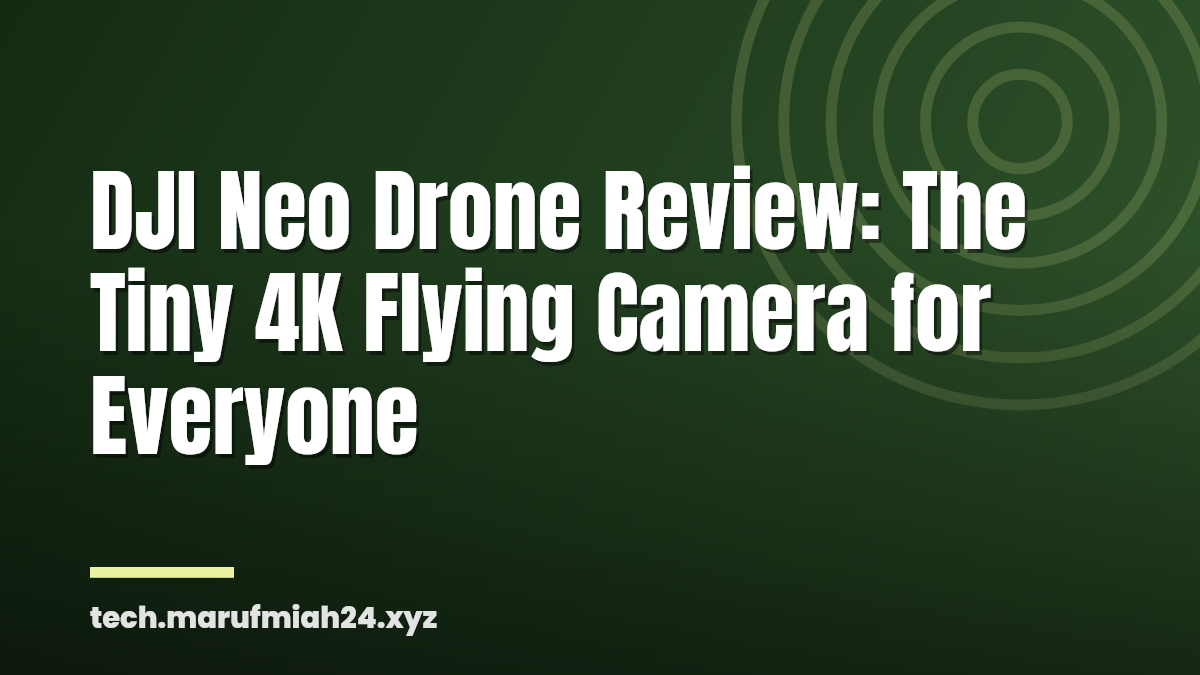 DJI Neo Drone Review: The
Tiny 4K Flying Camera for
Everyone
tech.marufmiah24.xyz